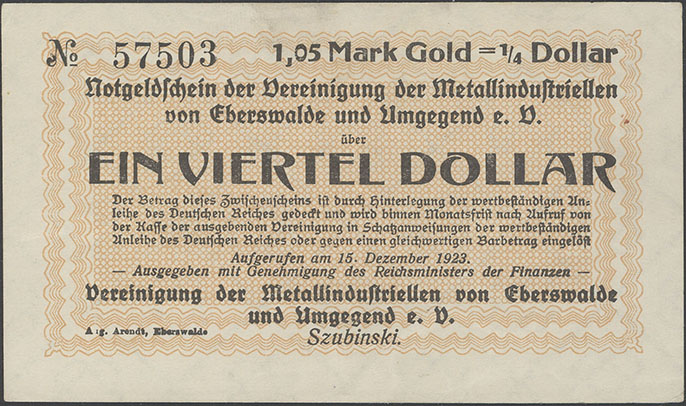 № 57503 1,05 Mark Gold = 1/4 Dollar
Notgeldschein der Vereinigung der Metallindustriellen
von Eberswalde und Umgegend e. V.
über
EIN VIERTEL DOLLAR
Der Betrag dieses Zwischenscheins ist durch Hinterlegung der wertbeständigen An-
leihe des Deutschen Reiches gedeckt und wird binnen Monatsfrist nach Aufruf von
der Kasse der ausgebenden Vereinigung in Schatzanweisungen der wertbeständigen
Anleihe des Deutschen Reiches oder gegen einen gleichwertigen Barbetrag eingelöst
Aufgerufen am 15. Dezember 1923.
— Ausgegeben mit Genehmigung des Reichsministers der Finanzen —
Vereinigung der Metallindustriellen von Eberswalde
und Umgegend e. V.
Aug. Arendt, Eberswalde
Szubinski.